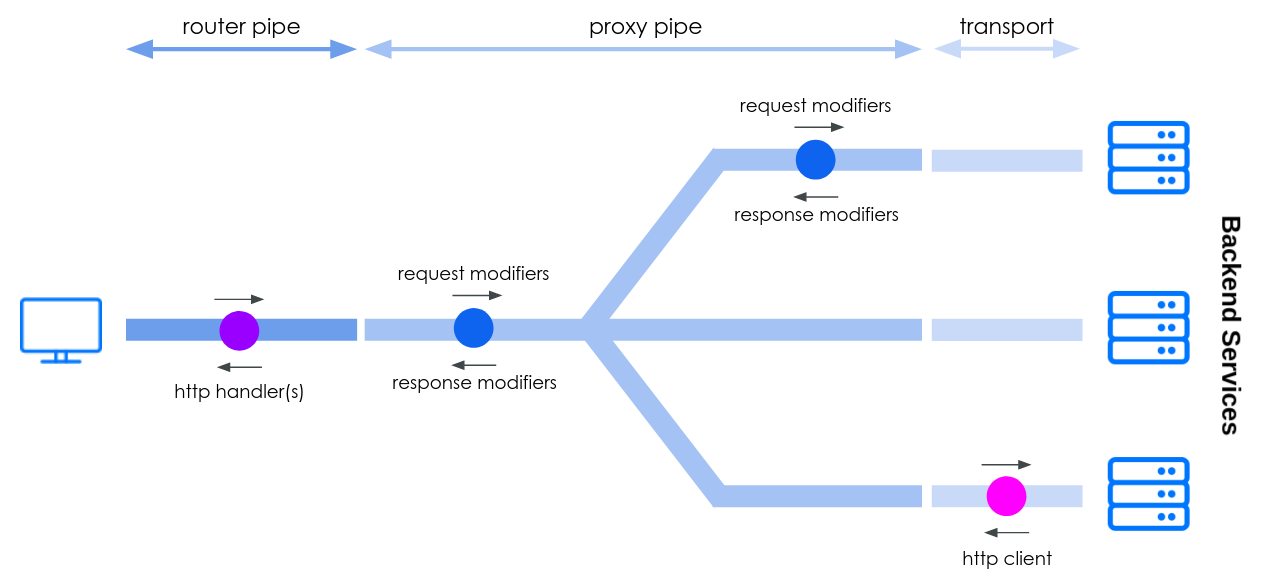 router pipe
proxy pipe
transport
request modifiers
response modifiers
request modifiers
response modifiers
http handler(s)
http client
Backend Services